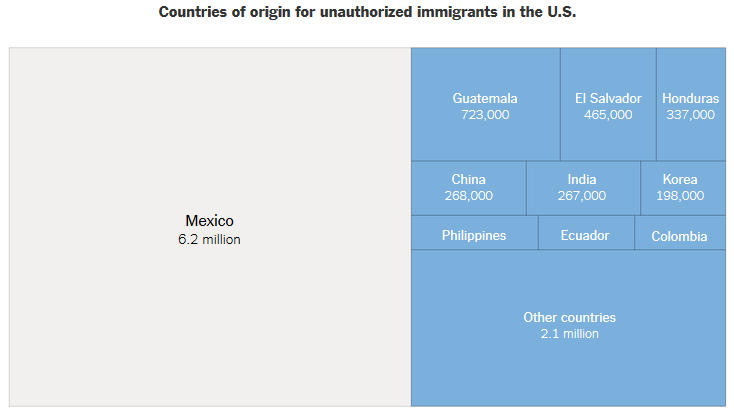 Countries of origin for unauthorized immigrants in the U.S.
Mexico
6.2 million
Guatemala
723,000
El Salvador
465,000
Honduras
337,000
China
268,000
India
267,000
Korea
198,000
Philippines
Ecuador
Colombia
Other countries
2.1 million